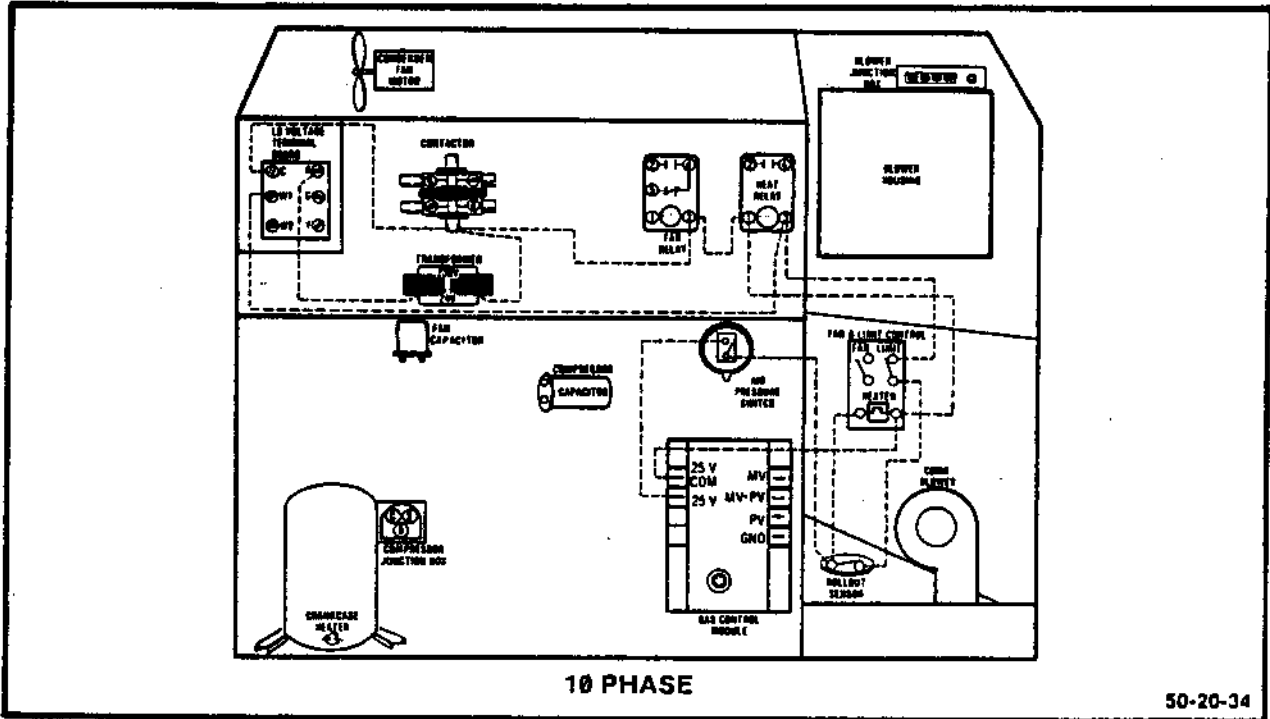 CONDENSER
FAN
MOTOR
BLOWER
JUNCTION
BOX
LO VOLTAGE
TERMINAL
BOARD
C
R
W1
G
W2
Y
CONTACTOR
HEAT
RELAY
FAN
RELAY
BLOWER
HOUSING
TRANSFORMER
24V
FAN
CAPACITOR
COMPRESSOR
CAPACITOR
AIR
PRESSURE
SWITCH
FAN & LIMIT CONTROL
FAN LIMIT
HEATER
25 V
COM
25 V
MV
MV-PV
PV
GND
COMB
BLOWER
COMPRESSOR
JUNCTION BOX
CRANKCASE
HEATER
GAS CONTROL
MODULE
ROLLOUT
SENSOR
1Ø PHASE
50-20-34